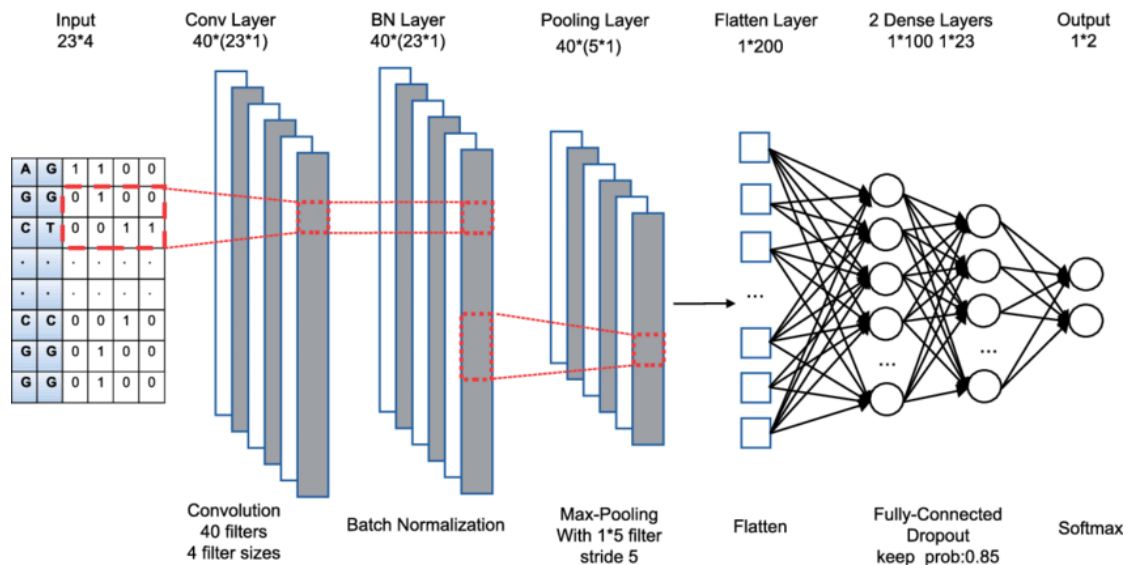 Input
23*4
Conv Layer
40*(23*1)
BN Layer
40*(23*1)
Pooling Layer
40*(5*1)
Flatten Layer
1*200
2 Dense Layers
1*100 1*23
Output
1*2
A G 1 1 0 0
G G 0 1 0 0
C T 0 0 1 1
. . . . . .
. . . . . .
C C 0 0 1 0
G G 0 1 0 0
G G 0 1 0 0
...
...
...
Convolution
40 filters
4 filter sizes
Batch Normalization
Max-Pooling
With 1*5 filter
stride 5
Flatten
Fully-Connected
Dropout
keep prob:0.85
Softmax